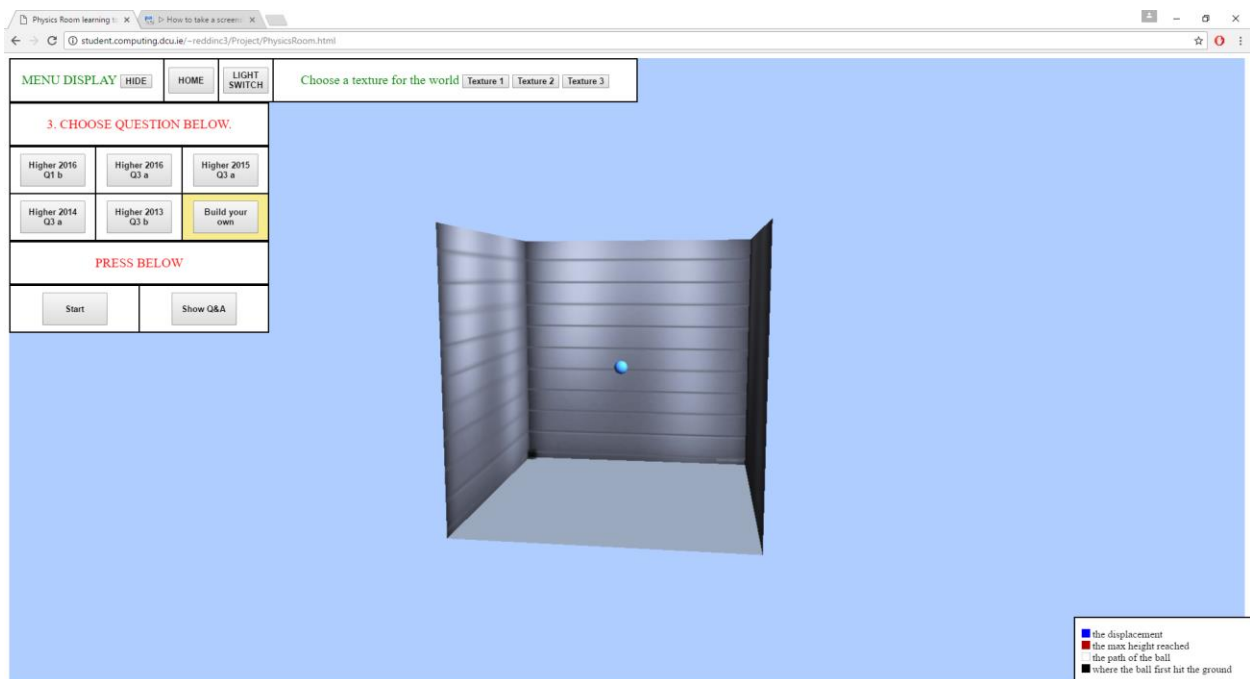 Physics Room learning t
How to take a screens
student.computing.dcu.ie/~reddinc3/Project/PhysicsRoom.html
MENU DISPLAY HIDE
HOME
LIGHT
SWITCH
Choose a texture for the world Texture 1 Texture 2 Texture 3
3. CHOOSE QUESTION BELOW.
Higher 2016
Q1 b
Higher 2016
Q3 a
Higher 2015
Q3 a
Higher 2014
Q3 a
Higher 2013
Q3 b
Build your
own
PRESS BELOW
Start
Show Q&A
the displacement
the max height reached
the path of the ball
where the ball first hit the ground